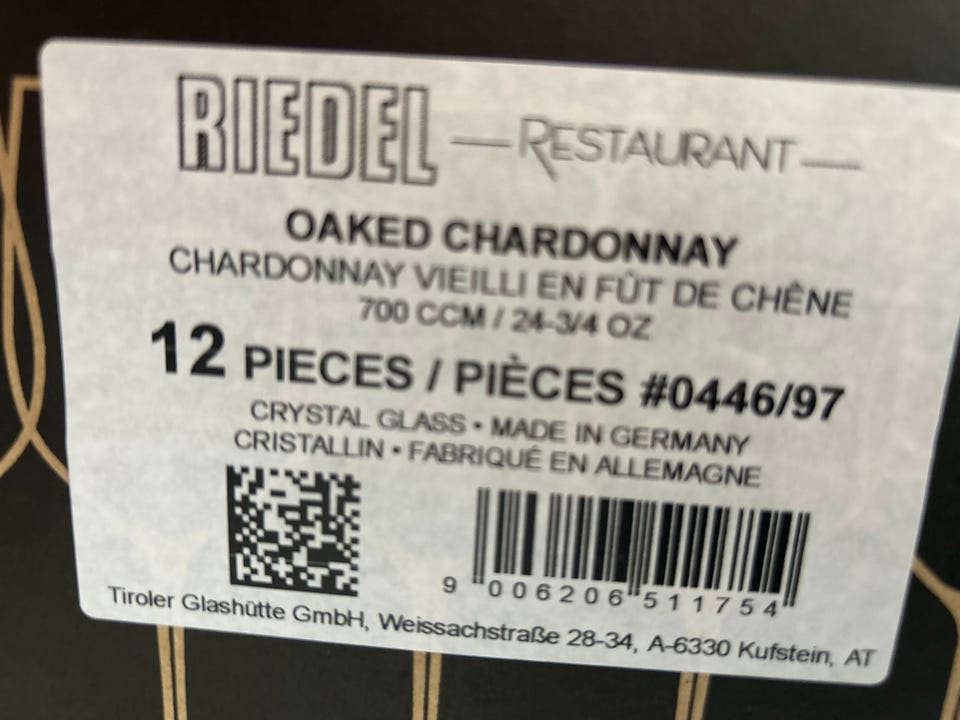 RIEDEL — RESTAURANT —
OAKED CHARDONNAY
CHARDONNAY VIEILLI EN FÛT DE CHÊNE
700 CCM / 24-3/4 OZ
12 PIECES / PIÈCES #0446/97
CRYSTAL GLASS • MADE IN GERMANY
CRISTALLIN • FABRIQUÉ EN ALLEMAGNE
9 006206 511754
Tiroler Glashütte GmbH, Weissachstraße 28-34, A-6330 Kufstein, AT